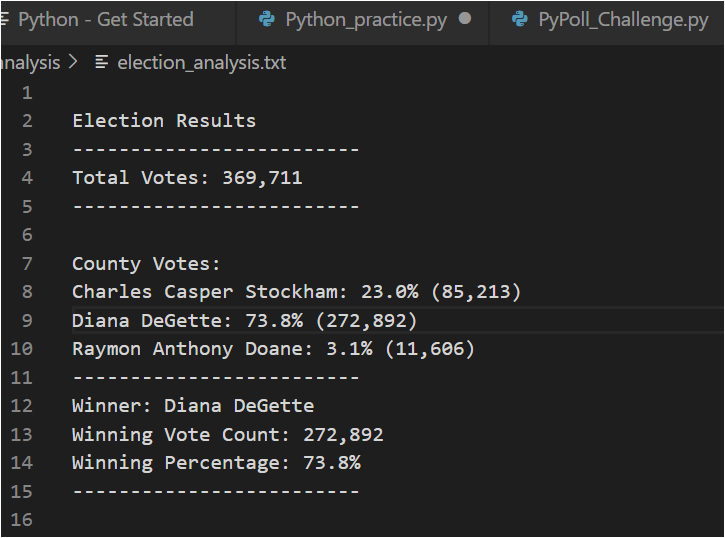 Python - Get Started Python_practice.py PyPoll_Challenge.py
analysis > election_analysis.txt
1
2 Election Results
3 -------------------------
4 Total Votes: 369,711
5 -------------------------
6
7 County Votes:
8 Charles Casper Stockham: 23.0% (85,213)
9 Diana DeGette: 73.8% (272,892)
10 Raymon Anthony Doane: 3.1% (11,606)
11 -------------------------
12 Winner: Diana DeGette
13 Winning Vote Count: 272,892
14 Winning Percentage: 73.8%
15 -------------------------
16